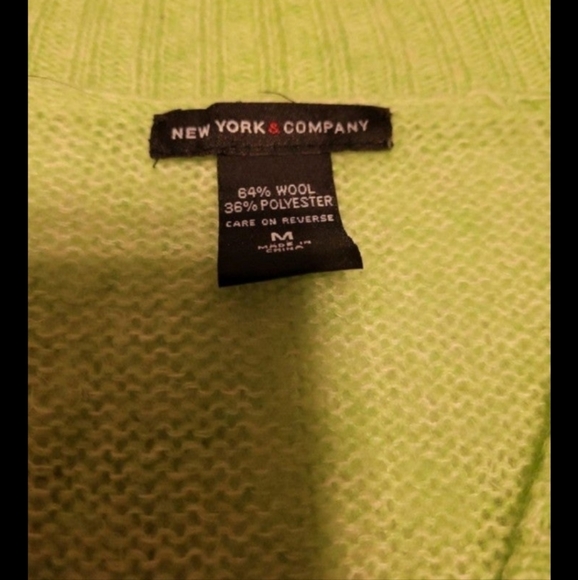 NEW YORK & COMPANY
64% WOOL
36% POLYESTER
CARE ON REVERSE
M
MADE IN
CHINA